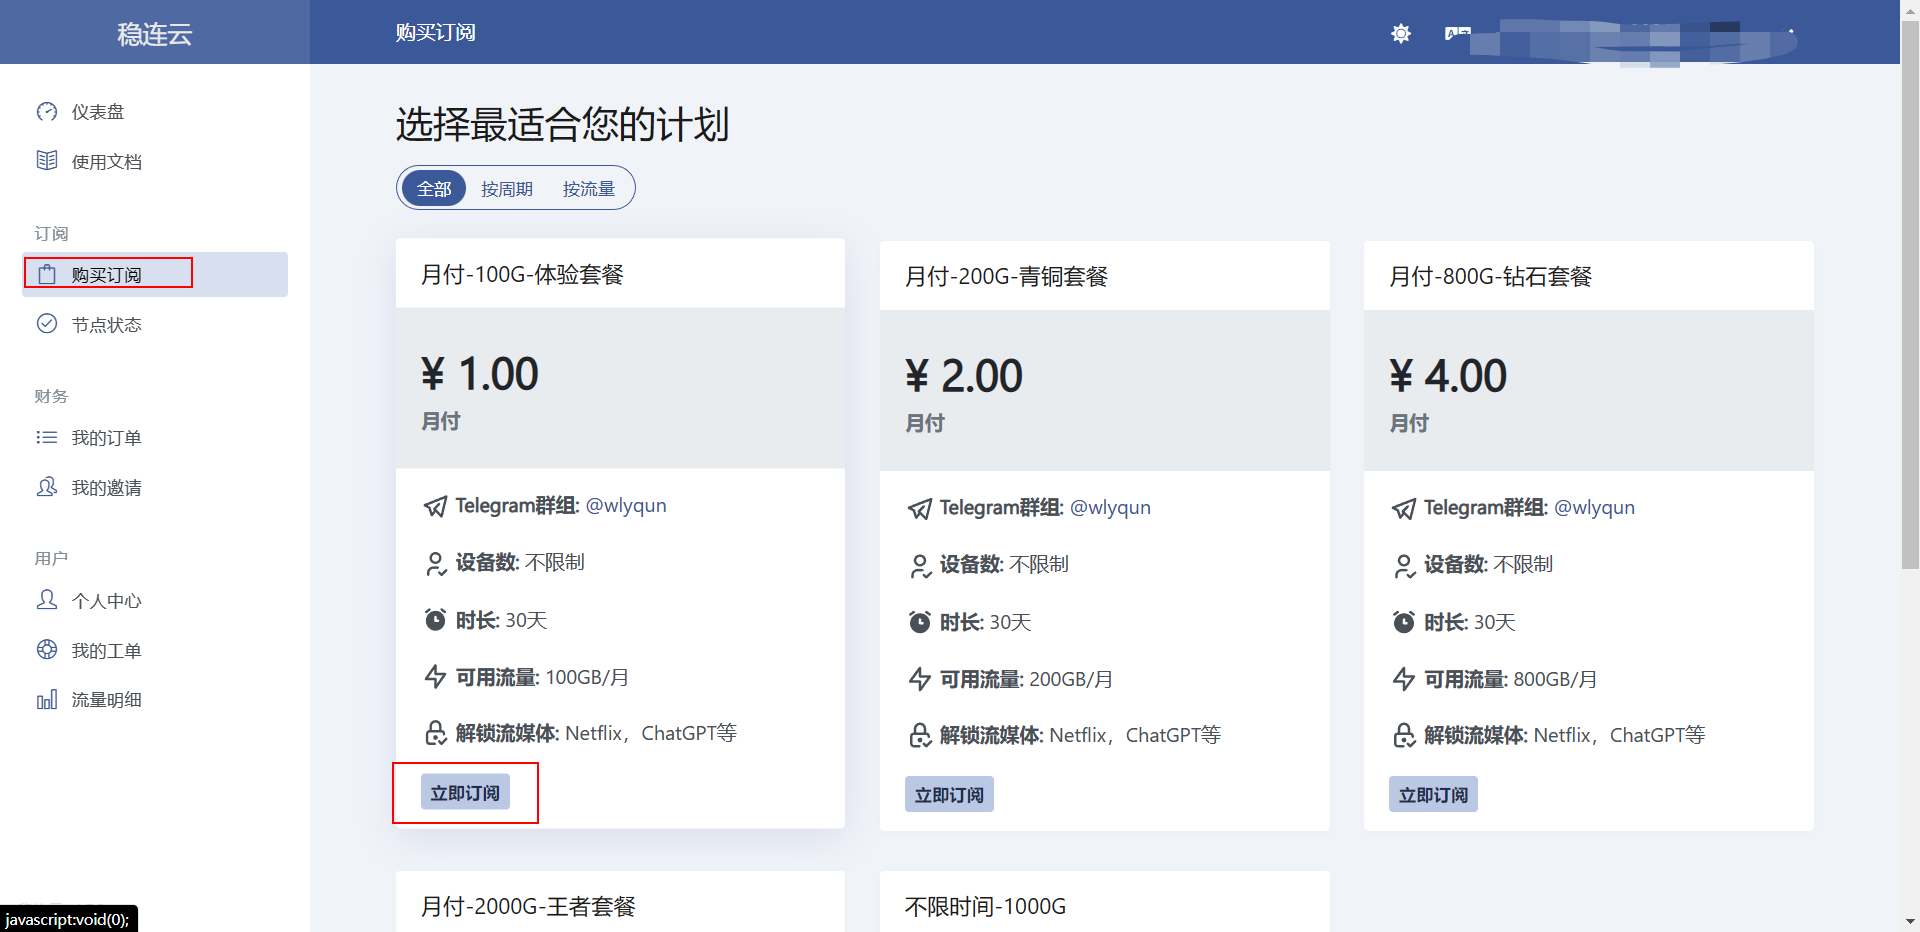 稳连云
购买订阅
仪表盘
使用文档
订阅
购买订阅
节点状态
财务
我的订单
我的邀请
用户
个人中心
我的工单
流量明细
选择最适合您的计划
全部 按周期 按流量
月付-100G-体验套餐
¥ 1.00
月付
Telegram群组: @wlyqun
设备数: 不限制
时长: 30天
可用流量: 100GB/月
解锁流媒体: Netflix，ChatGPT等
立即订阅
月付-200G-青铜套餐
¥ 2.00
月付
Telegram群组: @wlyqun
设备数: 不限制
时长: 30天
可用流量: 200GB/月
解锁流媒体: Netflix，ChatGPT等
立即订阅
月付-800G-钻石套餐
¥ 4.00
月付
Telegram群组: @wlyqun
设备数: 不限制
时长: 30天
可用流量: 800GB/月
解锁流媒体: Netflix，ChatGPT等
立即订阅
月付-2000G-王者套餐
不限时间-1000G
javascript:void(0);